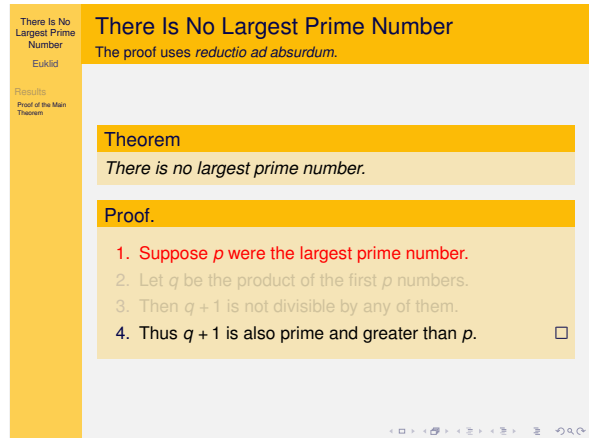 There Is No
Largest Prime
Number
Euklid
Results
Proof of the Main
Theorem
There Is No Largest Prime Number
The proof uses reductio ad absurdum.
Theorem
There is no largest prime number.
Proof.
1. Suppose p were the largest prime number.
2. Let q be the product of the first p numbers.
3. Then q + 1 is not divisible by any of them.
4. Thus q + 1 is also prime and greater than p. □